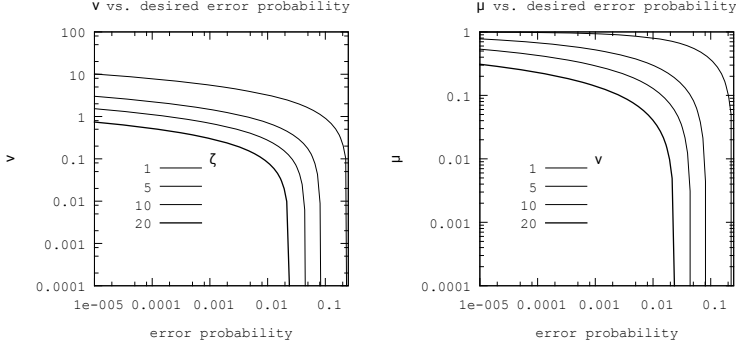 ν vs. desired error probability
100
10
1
0.1
0.01
0.001
0.0001
ν
ζ
1
5
10
20
1e-005 0.0001 0.001 0.01 0.1
error probability
μ vs. desired error probability
1
0.1
0.01
0.001
0.0001
μ
ν
1
5
10
20
1e-005 0.0001 0.001 0.01 0.1
error probability